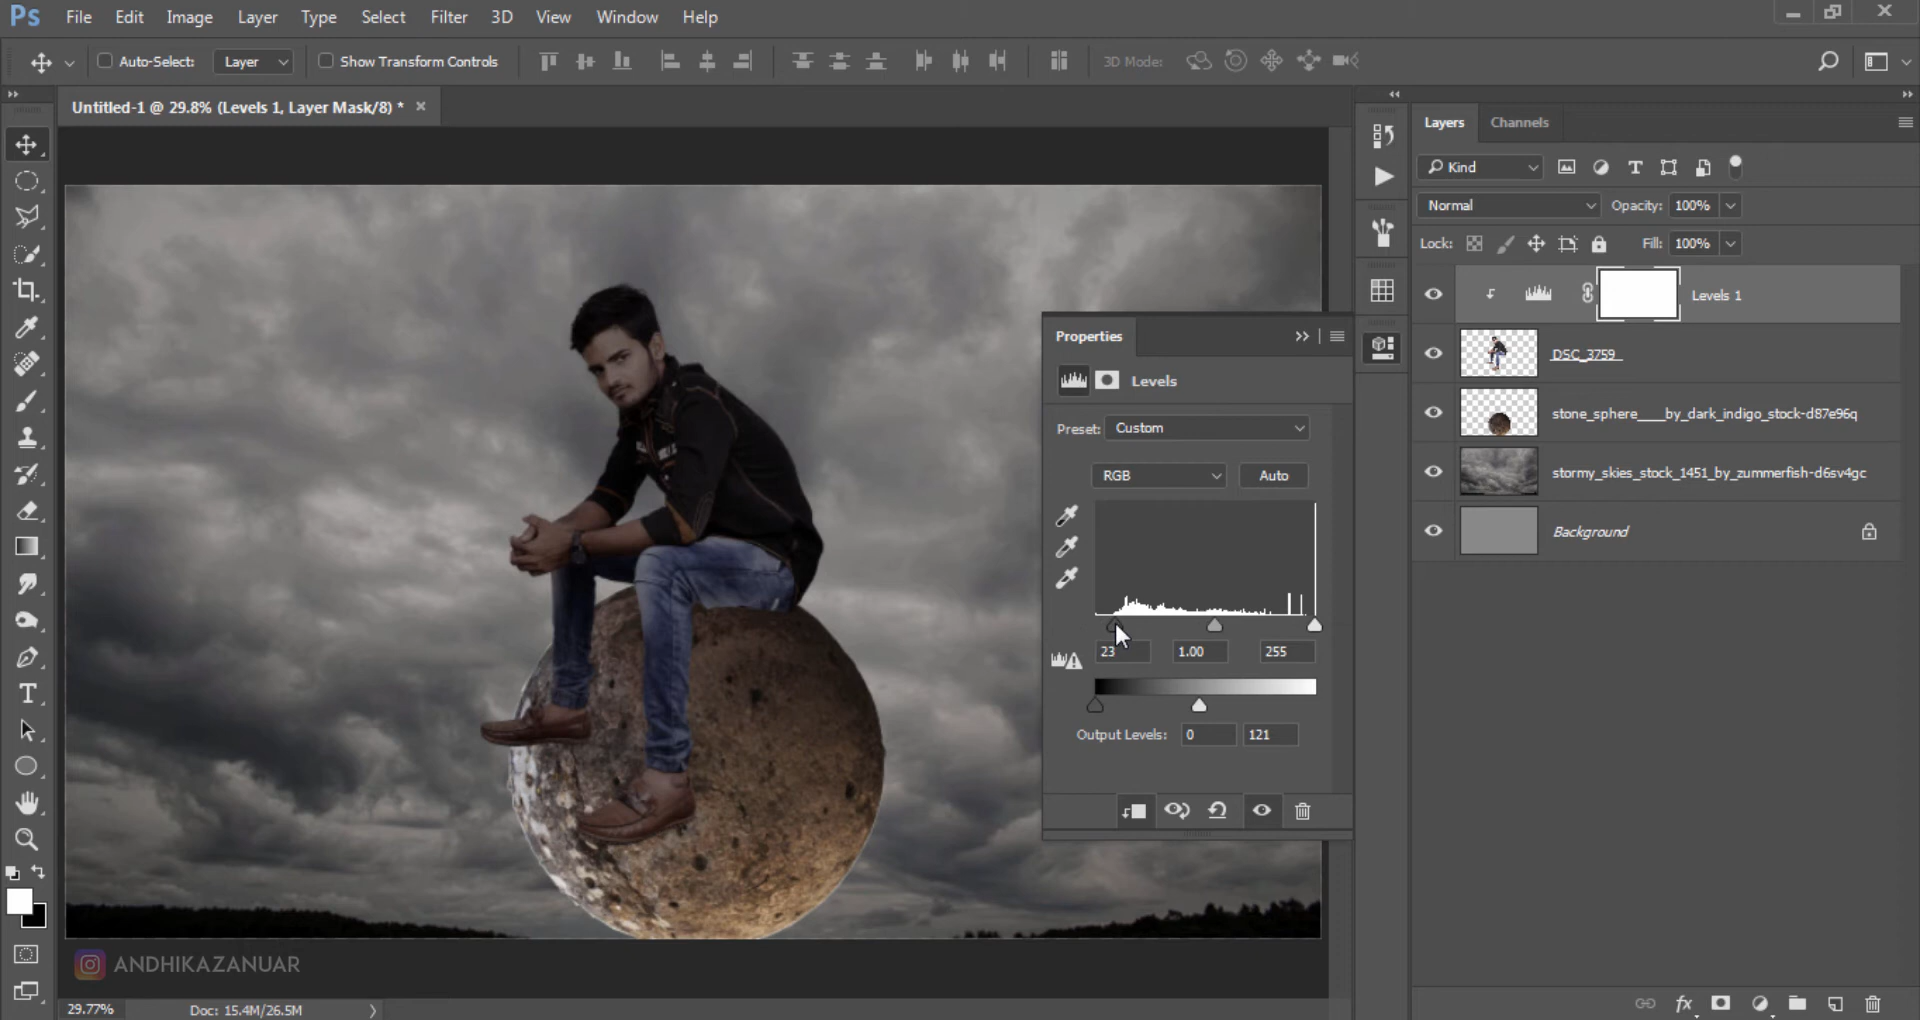 Ps File Edit Image Layer Type Select Filter 3D View Window Help
Auto-Select: Layer Show Transform Controls 3D Mode:
Untitled-1 @ 29.8% (Levels 1, Layer Mask/8) *
Layers Channels
Kind
Normal Opacity: 100%
Lock: Fill: 100%
Levels 1
DSC_3759
stone_sphere____by_dark_indigo_stock-d87e96q
stormy_skies_stock_1451_by_zummerfish-d6sv4gc
Background
Properties
Levels
Preset: Custom
RGB Auto
23 1.00 255
Output Levels: 0 121
ANDHIKAZANUAR
29.77% Doc: 15.4M/26.5M